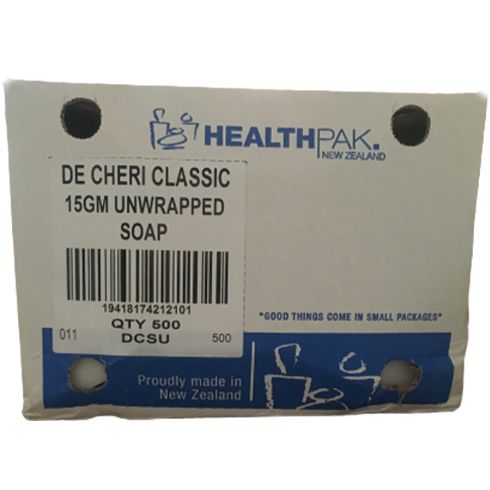 HEALTHPAK.
NEW ZEALAND
DE CHERI CLASSIC
15GM UNWRAPPED
SOAP
19418174212101
QTY 500
011 DCSU 500
"GOOD THINGS COME IN SMALL PACKAGES"
Proudly made in
New Zealand